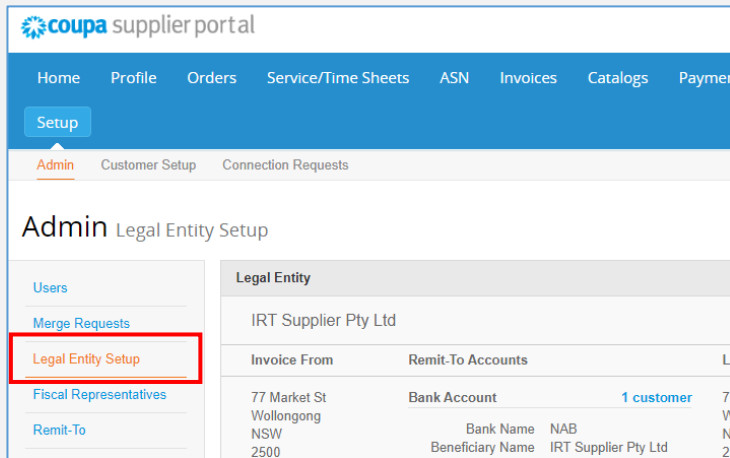 coupa supplier portal
Home Profile Orders Service/Time Sheets ASN Invoices Catalogs
Setup
Admin Customer Setup Connection Requests
Admin Legal Entity Setup
Users
Merge Requests
Legal Entity Setup
Fiscal Representatives
Remit-To
Legal Entity
IRT Supplier Pty Ltd
Invoice From Remit-To Accounts
77 Market St
Wollongong
NSW
2500
Bank Account 1 customer
Bank Name NAB
Beneficiary Name IRT Supplier Pty Ltd